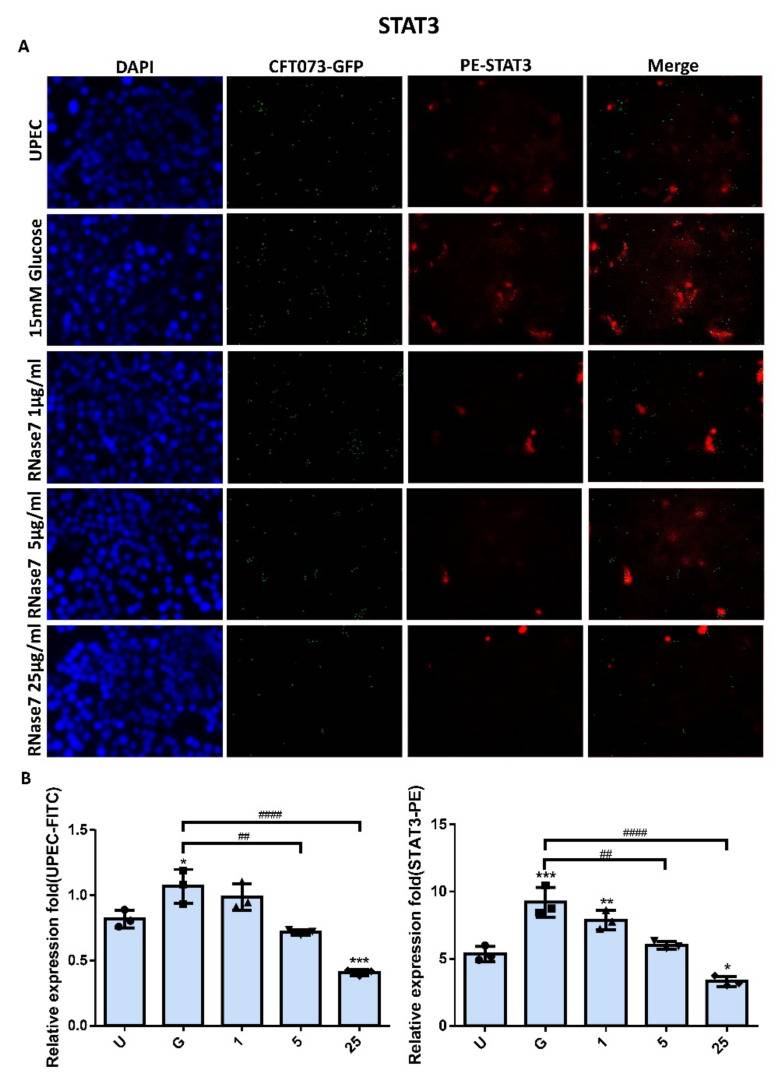 STAT3
A
DAPI CFT073-GFP PE-STAT3 Merge
UPEC
15mM Glucose
RNase7 1μg/ml
RNase7 5μg/ml
RNase7 25μg/ml
B
Relative expression fold(UPEC-FITC)
1.5
1.0
0.5
0.0
####
##
*
***
U G 1 5 25
Relative expression fold(STAT3-PE)
15
10
5
0
####
##
***
**
*
U G 1 5 25